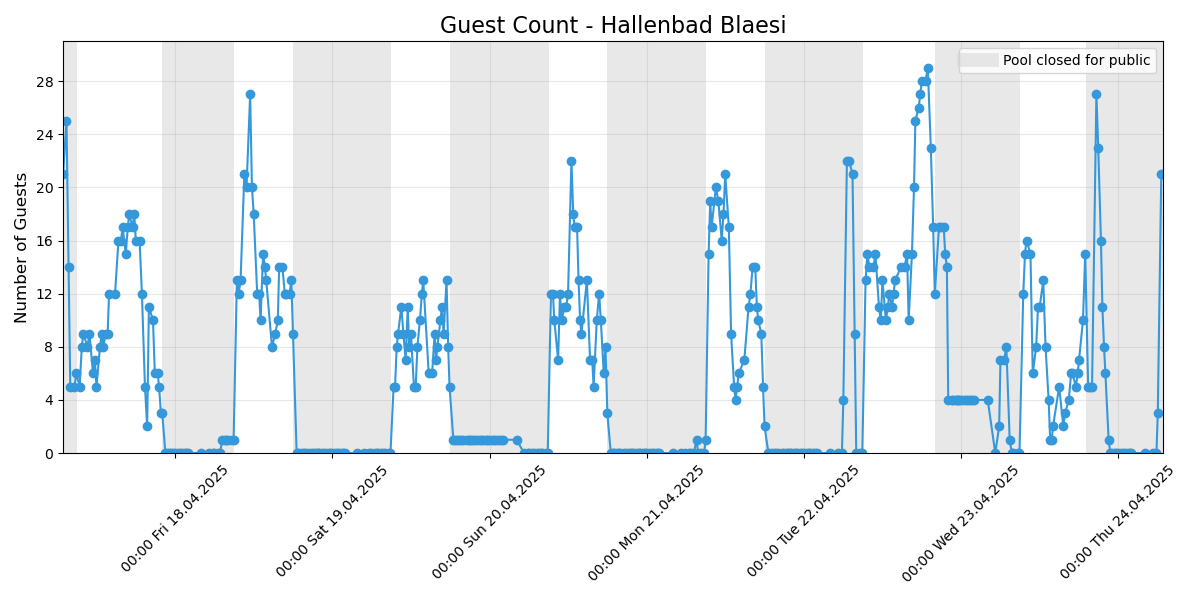 Guest Count - Hallenbad Blaesi
Pool closed for public
Number of Guests
28
24
20
16
12
8
4
0
00:00 Fri 18.04.2025
00:00 Sat 19.04.2025
00:00 Sun 20.04.2025
00:00 Mon 21.04.2025
00:00 Tue 22.04.2025
00:00 Wed 23.04.2025
00:00 Thu 24.04.2025